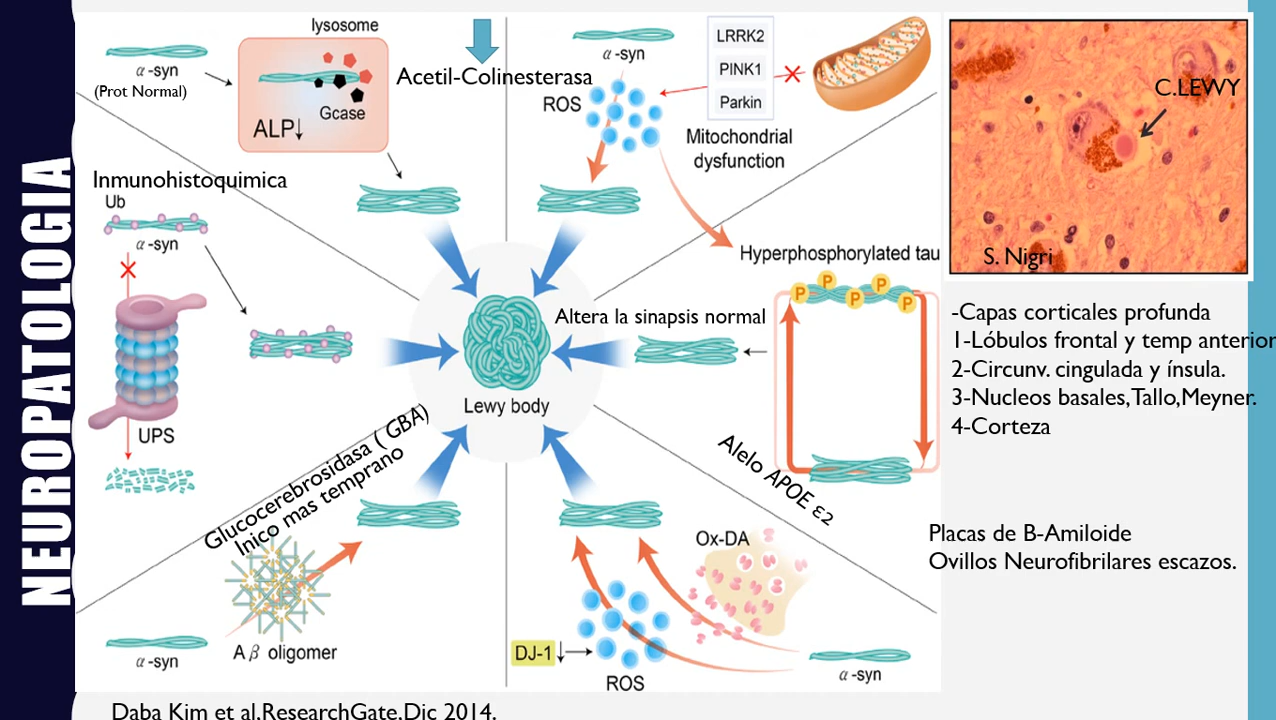 NEUROPATOLOGIA
α-syn
(Prot Normal)
lysosome
Gcase
ALP↓
Acetil-Colinesterasa
α-syn
ROS
LRRK2
PINK1
Parkin
Mitochondrial
dysfunction
C.LEWY
S. Nigri
Inmunohistoquimica
Ub
α-syn
UPS
Hyperphosphorylated tau
P
P
P
P
P
Altera la sinapsis normal
Lewy body
Alelo APOE ε2
Glucocerebrosidasa ( GBA)
Inico mas temprano
α-syn
Aβ oligomer
Ox-DA
DJ-1↓
ROS
α-syn
-Capas corticales profunda
1-Lóbulos frontal y temp anterior
2-Circunv. cingulada y ínsula.
3-Nucleos basales,Tallo,Meyner.
4-Corteza
Placas de B-Amiloide
Ovillos Neurofibrilares escazos.
Daba Kim et al,ResearchGate,Dic 2014.